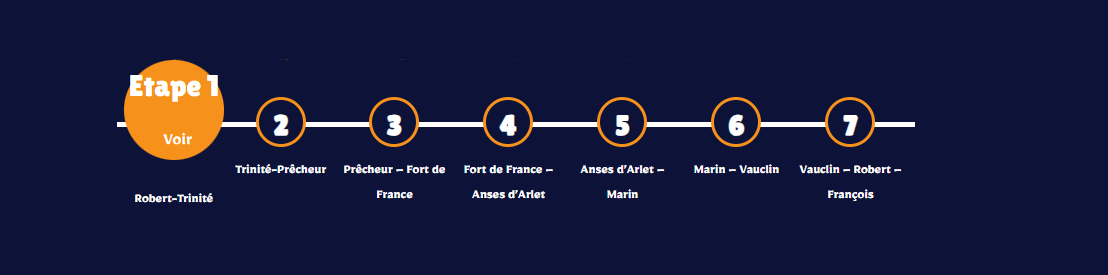 Etape 1
Voir
Robert-Trinité
2
Trinité-Prêcheur
3
Prêcheur – Fort de
France
4
Fort de France –
Anses d'Arlet
5
Anses d'Arlet –
Marin
6
Marin – Vauclin
7
Vauclin – Robert –
François